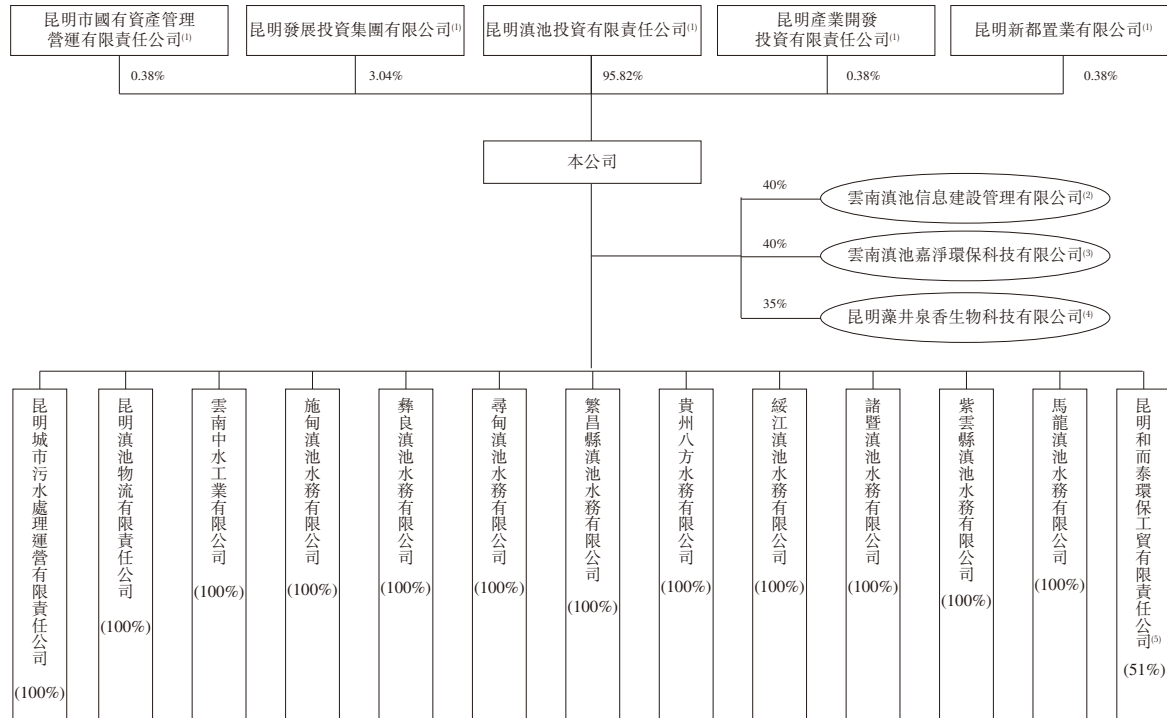 昆明市國有資產管理
營運有限責任公司(1)
昆明發展投資集團有限公司(1)
昆明滇池投資有限責任公司(1)
昆明產業開發
投資有限責任公司(1)
昆明新都置業有限公司(1)
0.38%
3.04%
95.82%
0.38%
0.38%
本公司
40%
雲南滇池信息建設管理有限公司(2)
40%
雲南滇池嘉淨環保科技有限公司(3)
35%
昆明藻井泉香生物科技有限公司(4)
昆明城市污水處理運營有限責任公司
(100%)
昆明滇池物流有限責任公司
(100%)
雲南中水工業有限公司
(100%)
施甸滇池水務有限公司
(100%)
彝良滇池水務有限公司
(100%)
尋甸滇池水務有限公司
(100%)
繁昌縣滇池水務有限公司
(100%)
貴州八方水務有限公司
(100%)
綏江滇池水務有限公司
(100%)
諸暨滇池水務有限公司
(100%)
紫雲縣滇池水務有限公司
(100%)
馬龍滇池水務有限公司
(100%)
昆明和而泰環保工貿有限責任公司(5)
(51%)